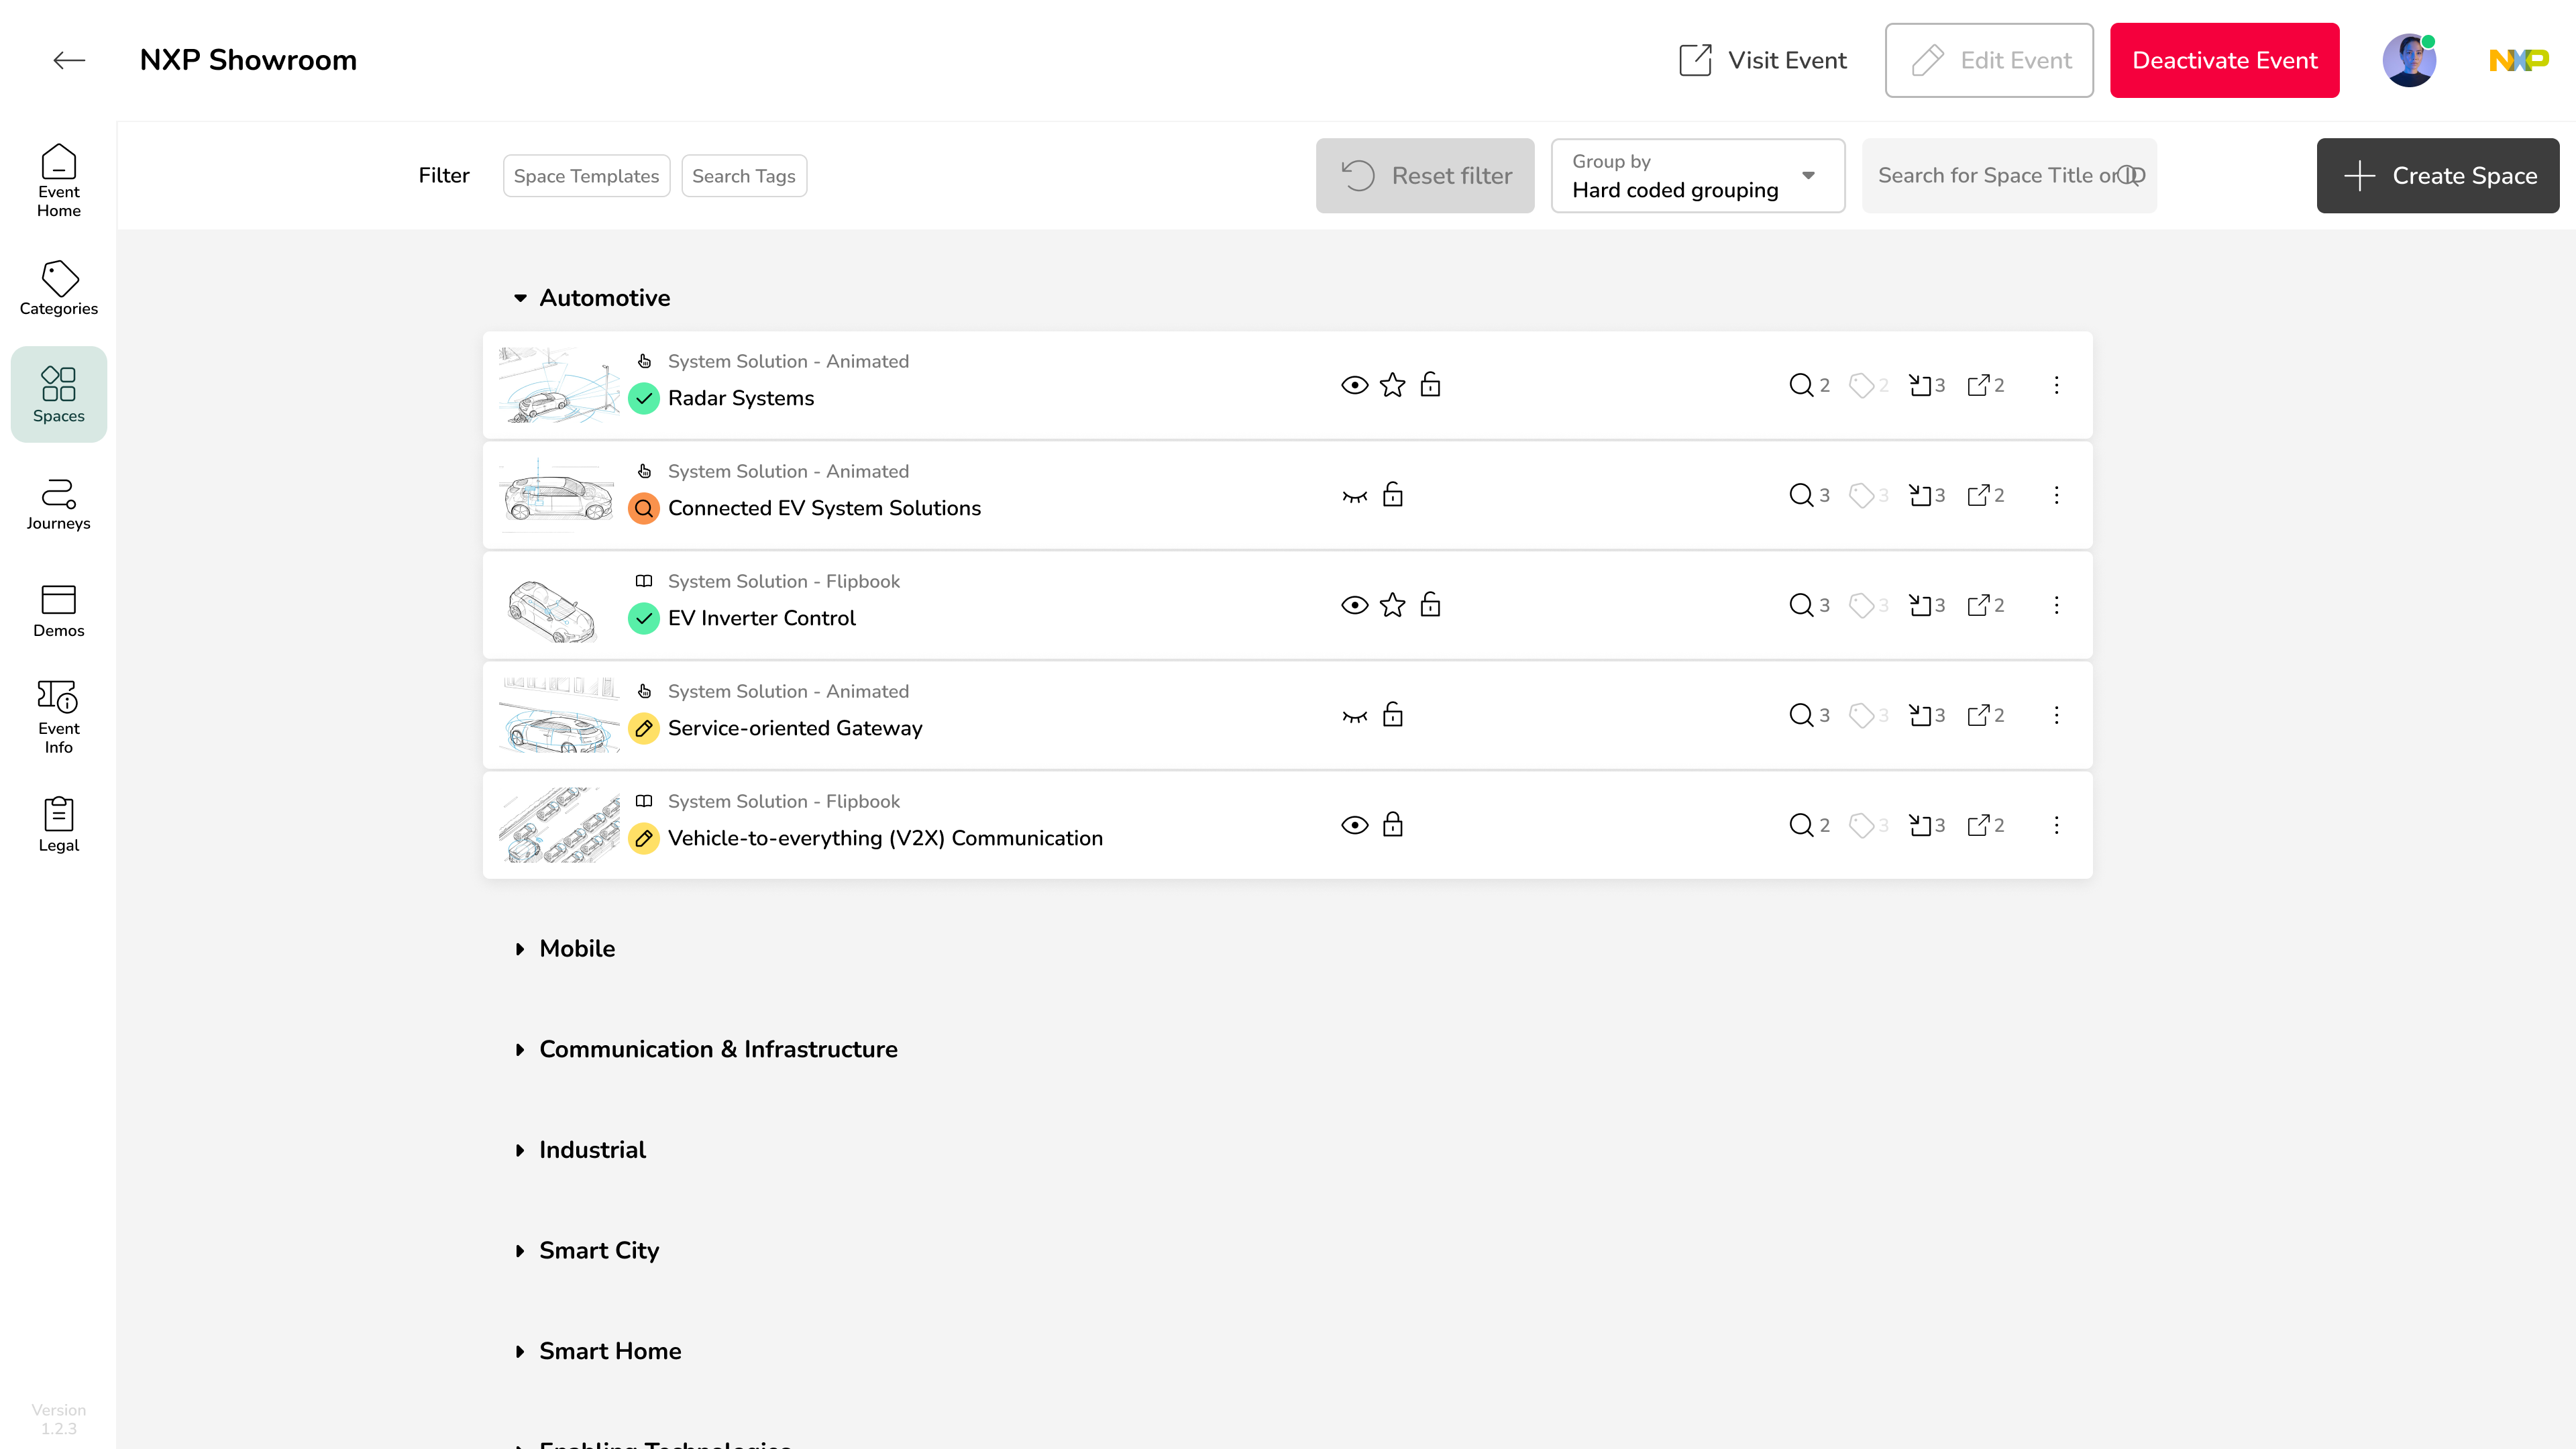 NXP Showroom
Visit Event
Edit Event
Deactivate Event
NXP
Event
Home
Categories
Spaces
Journeys
Demos
Event
Info
Legal
Version
1.2.3
Filter
Space Templates
Search Tags
Reset filter
Group by
Hard coded grouping
Search for Space Title or ID
Create Space
Automotive
System Solution - Animated
Radar Systems
2 2 3 2
System Solution - Animated
Connected EV System Solutions
3 3 3 2
System Solution - Flipbook
EV Inverter Control
3 3 3 2
System Solution - Animated
Service-oriented Gateway
3 3 3 2
System Solution - Flipbook
Vehicle-to-everything (V2X) Communication
2 3 3 2
Mobile
Communication & Infrastructure
Industrial
Smart City
Smart Home
Enabling Technologies